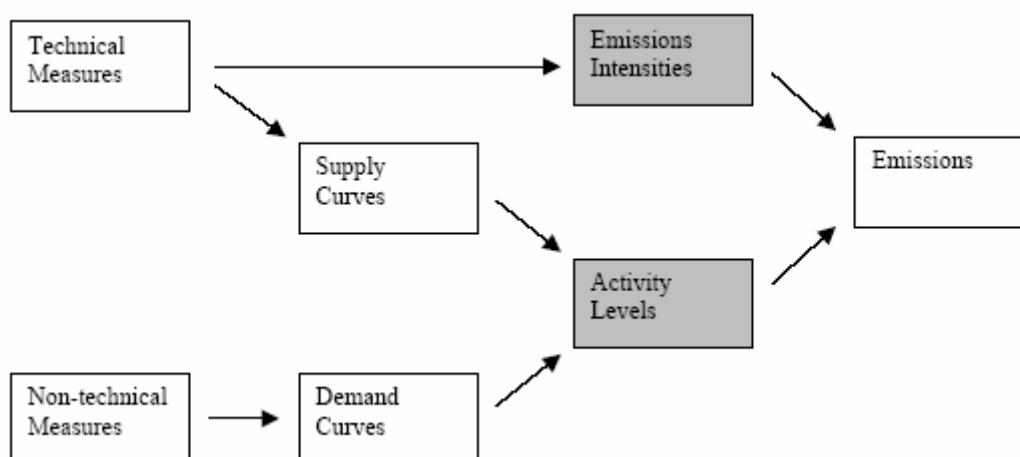 Technical
Measures
Emissions
Intensities
Supply
Curves
Emissions
Activity
Levels
Non-technical
Measures
Demand
Curves